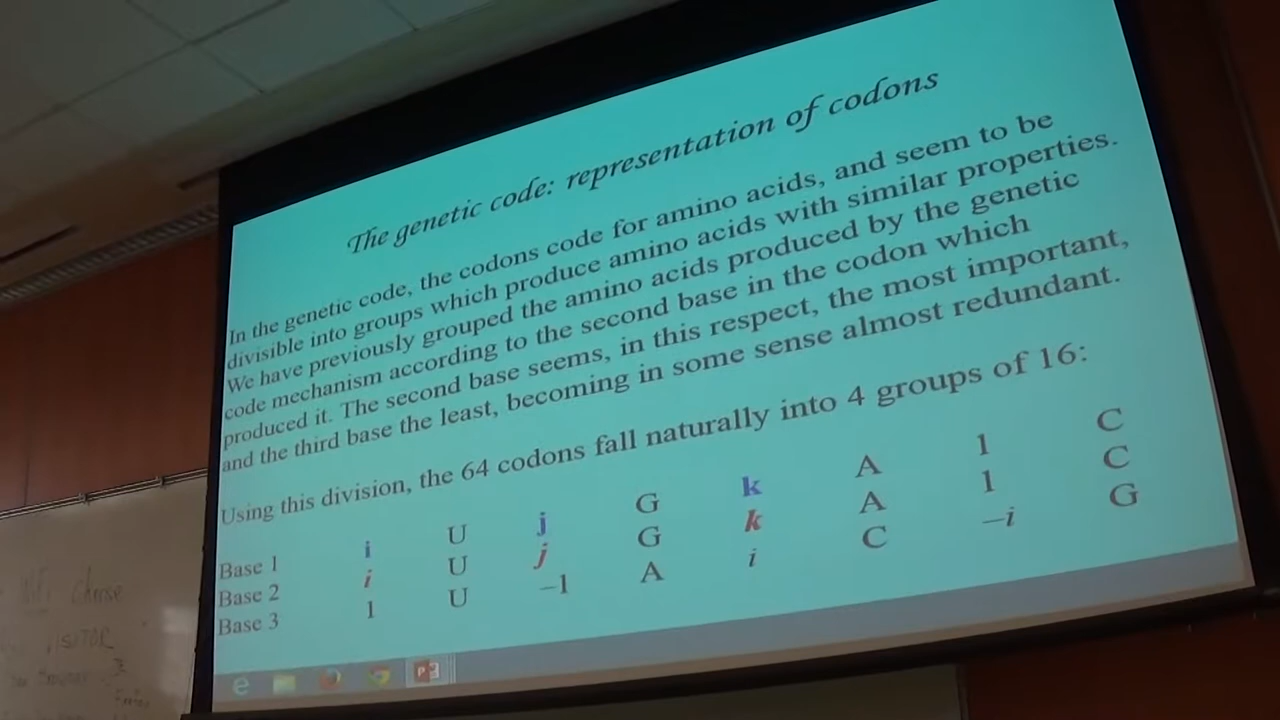 The genetic code: representation of codons
In the genetic code, the codons code for amino acids, and seem to be
divisible into groups which produce amino acids with similar properties.
We have previously grouped the amino acids produced by the genetic
code mechanism according to the second base in the codon which
produced it. The second base seems, in this respect, the most important,
and the third base the least, becoming in some sense almost redundant.
Using this division, the 64 codons fall naturally into 4 groups of 16:
Base 1 i U j G k A 1 C
Base 2 i U j G k A 1 C
Base 3 1 U –1 A i C –i G
VISITOR